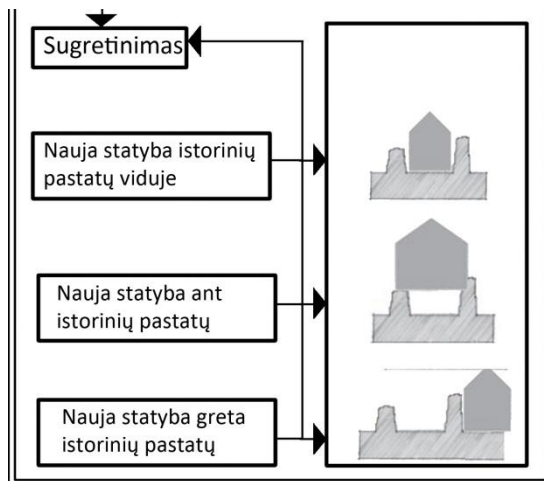 Sugretinimas
Nauja statyba istorinių
pastatų viduje
Nauja statyba ant
istorinių pastatų
Nauja statyba greta
istorinių pastatų